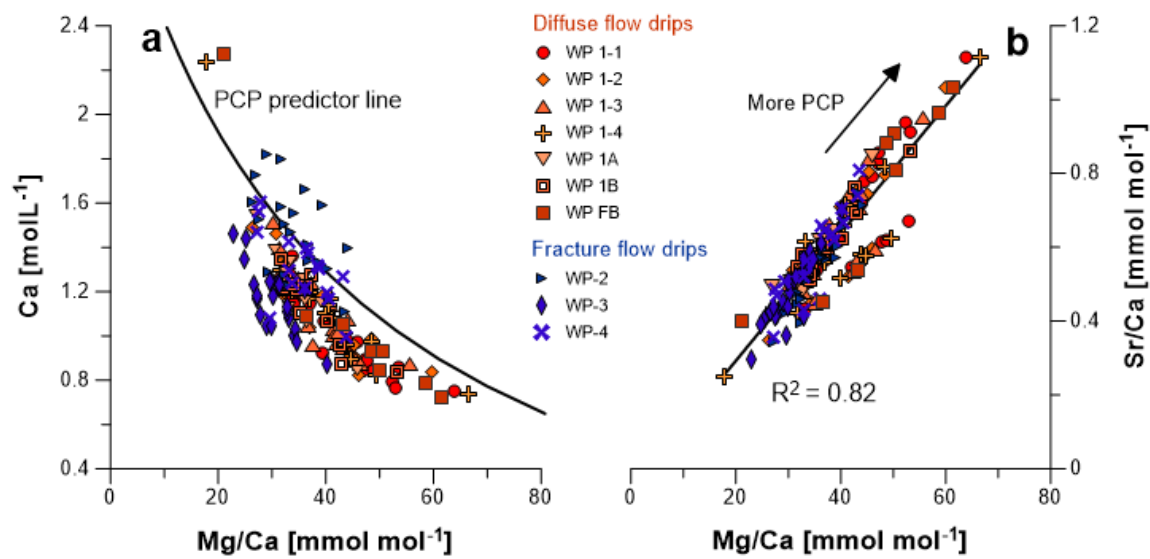 a
PCP predictor line
2.4
2
1.6
1.2
0.8
0.4
Ca [molL-1]
0
20
40
60
80
Mg/Ca [mmol mol-1]
Diffuse flow drips
WP 1-1
WP 1-2
WP 1-3
WP 1-4
WP 1A
WP 1B
WP FB
Fracture flow drips
WP-2
WP-3
WP-4
b
More PCP
R2 = 0.82
1.2
0.8
0.4
0
Sr/Ca [mmol mol-1]
0
20
40
60
80
Mg/Ca [mmol mol-1]